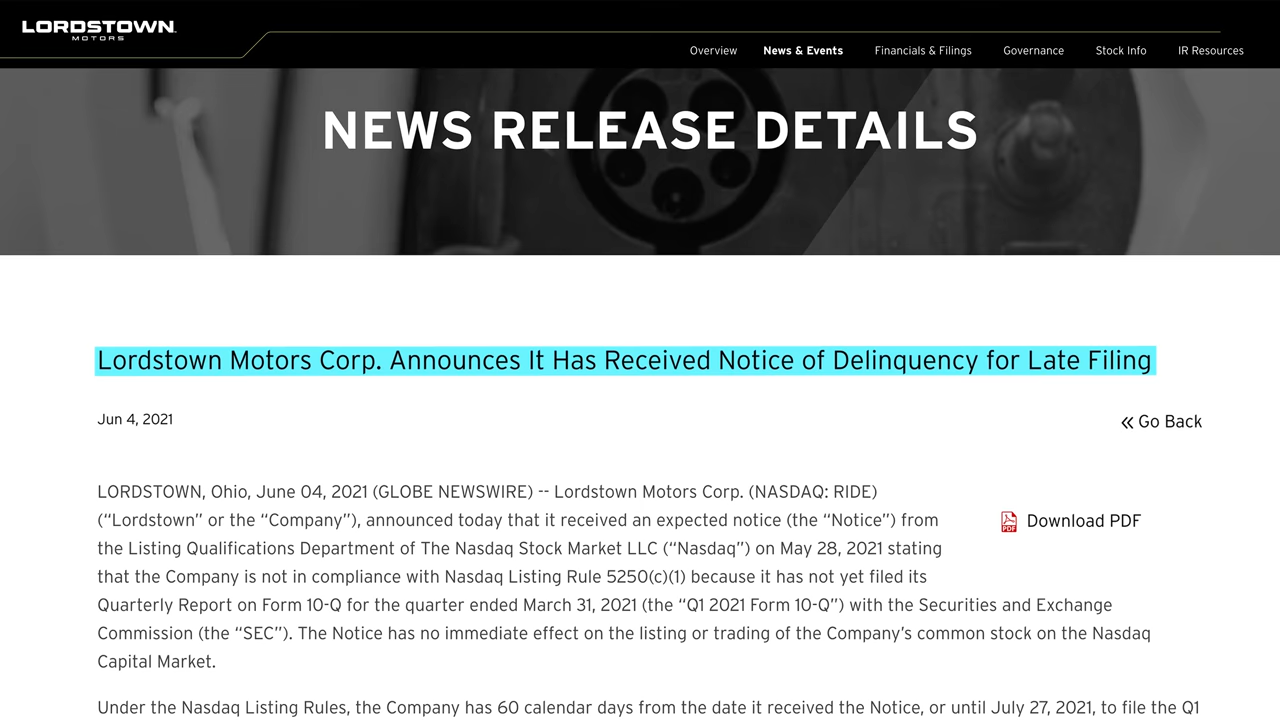 LORDSTOWN
MOTORS
Overview News & Events Financials & Filings Governance Stock Info IR Resources
NEWS RELEASE DETAILS
Lordstown Motors Corp. Announces It Has Received Notice of Delinquency for Late Filing
Jun 4, 2021
Go Back
LORDSTOWN, Ohio, June 04, 2021 (GLOBE NEWSWIRE) -- Lordstown Motors Corp. (NASDAQ: RIDE)
(“Lordstown” or the “Company”), announced today that it received an expected notice (the “Notice”) from
Download PDF
the Listing Qualifications Department of The Nasdaq Stock Market LLC (“Nasdaq”) on May 28, 2021 stating
that the Company is not in compliance with Nasdaq Listing Rule 5250(c)(1) because it has not yet filed its
Quarterly Report on Form 10-Q for the quarter ended March 31, 2021 (the “Q1 2021 Form 10-Q”) with the Securities and Exchange
Commission (the “SEC”). The Notice has no immediate effect on the listing or trading of the Company’s common stock on the Nasdaq
Capital Market.
Under the Nasdaq Listing Rules, the Company has 60 calendar days from the date it received the Notice, or until July 27, 2021, to file the Q1